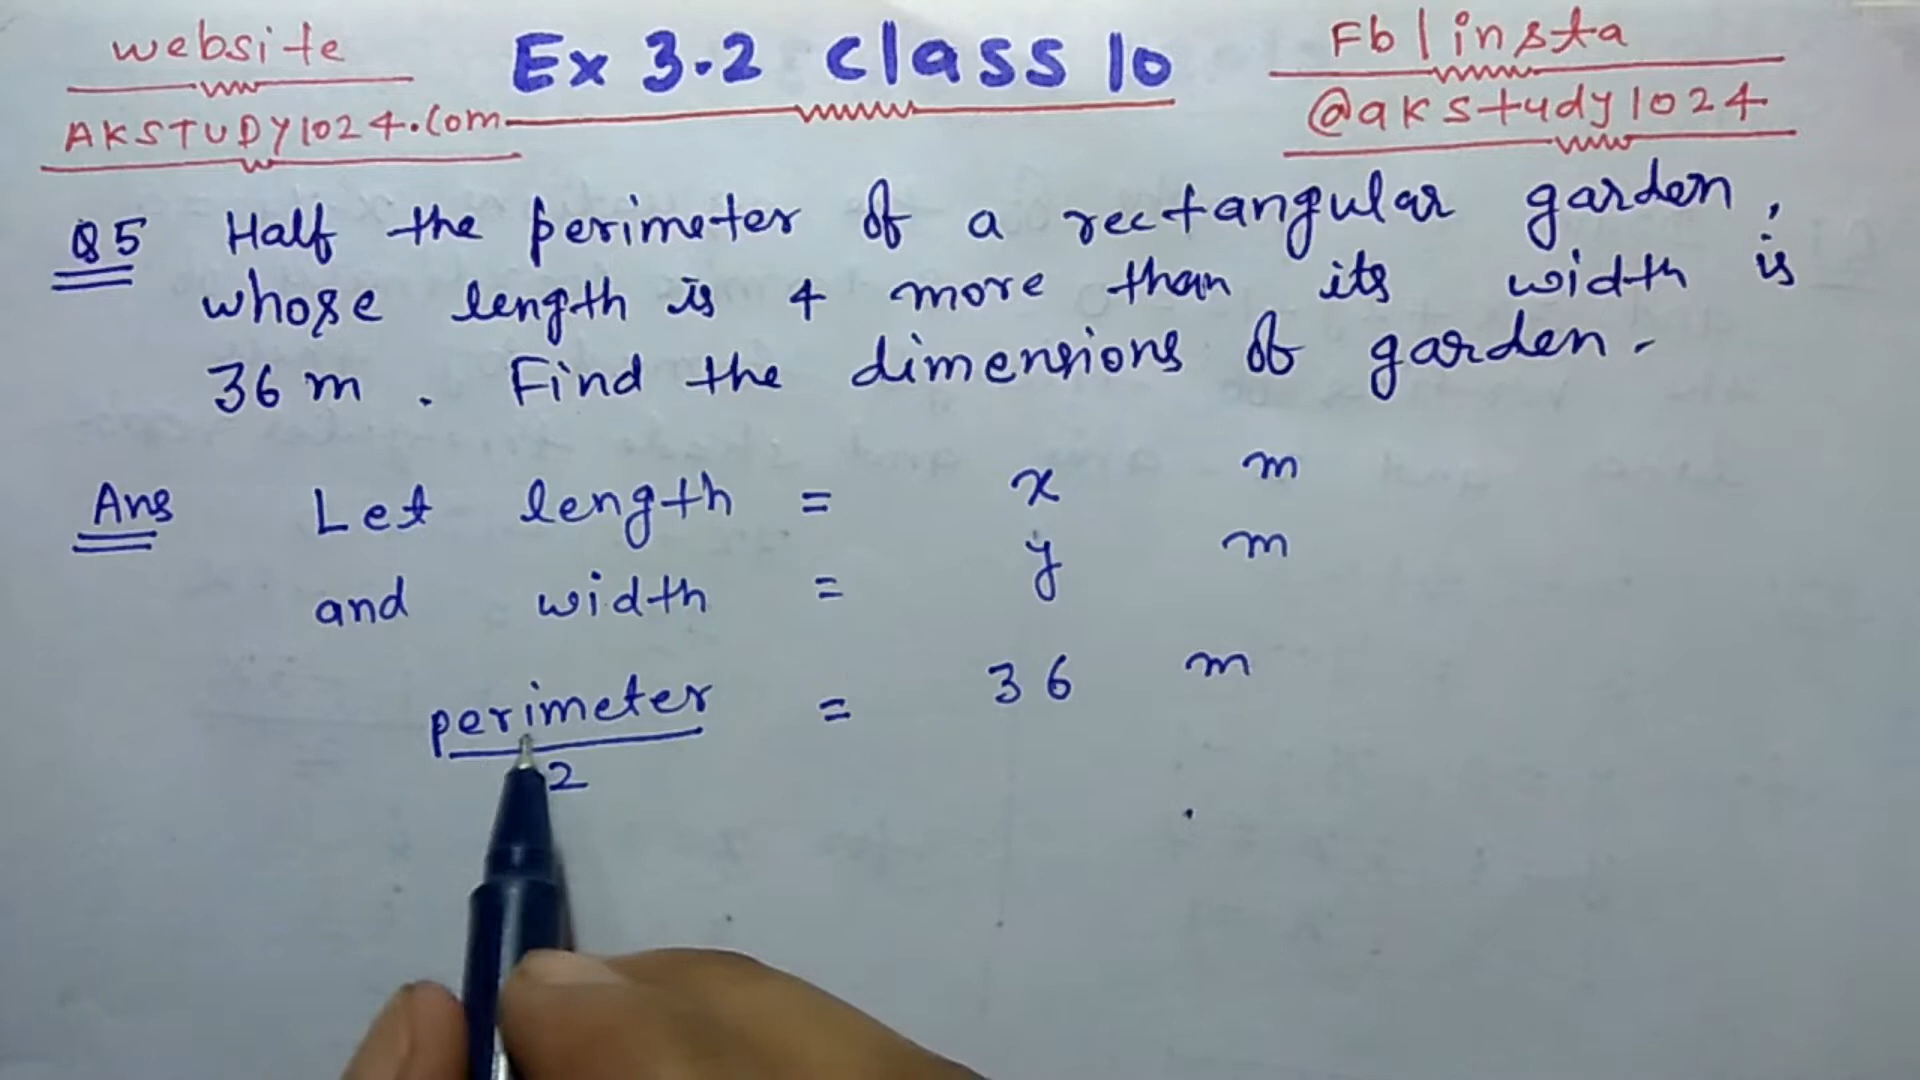 website
AKSTUDY1024.com
Ex 3.2 Class 10
Fb | insta
@akstudy1024
Q5 Half the perimeter of a rectangular garden,
whose length is 4 more than its width is
36 m. Find the dimensions of garden.
Ans Let length = x m
and width = y m
perimeter = 36 m
2